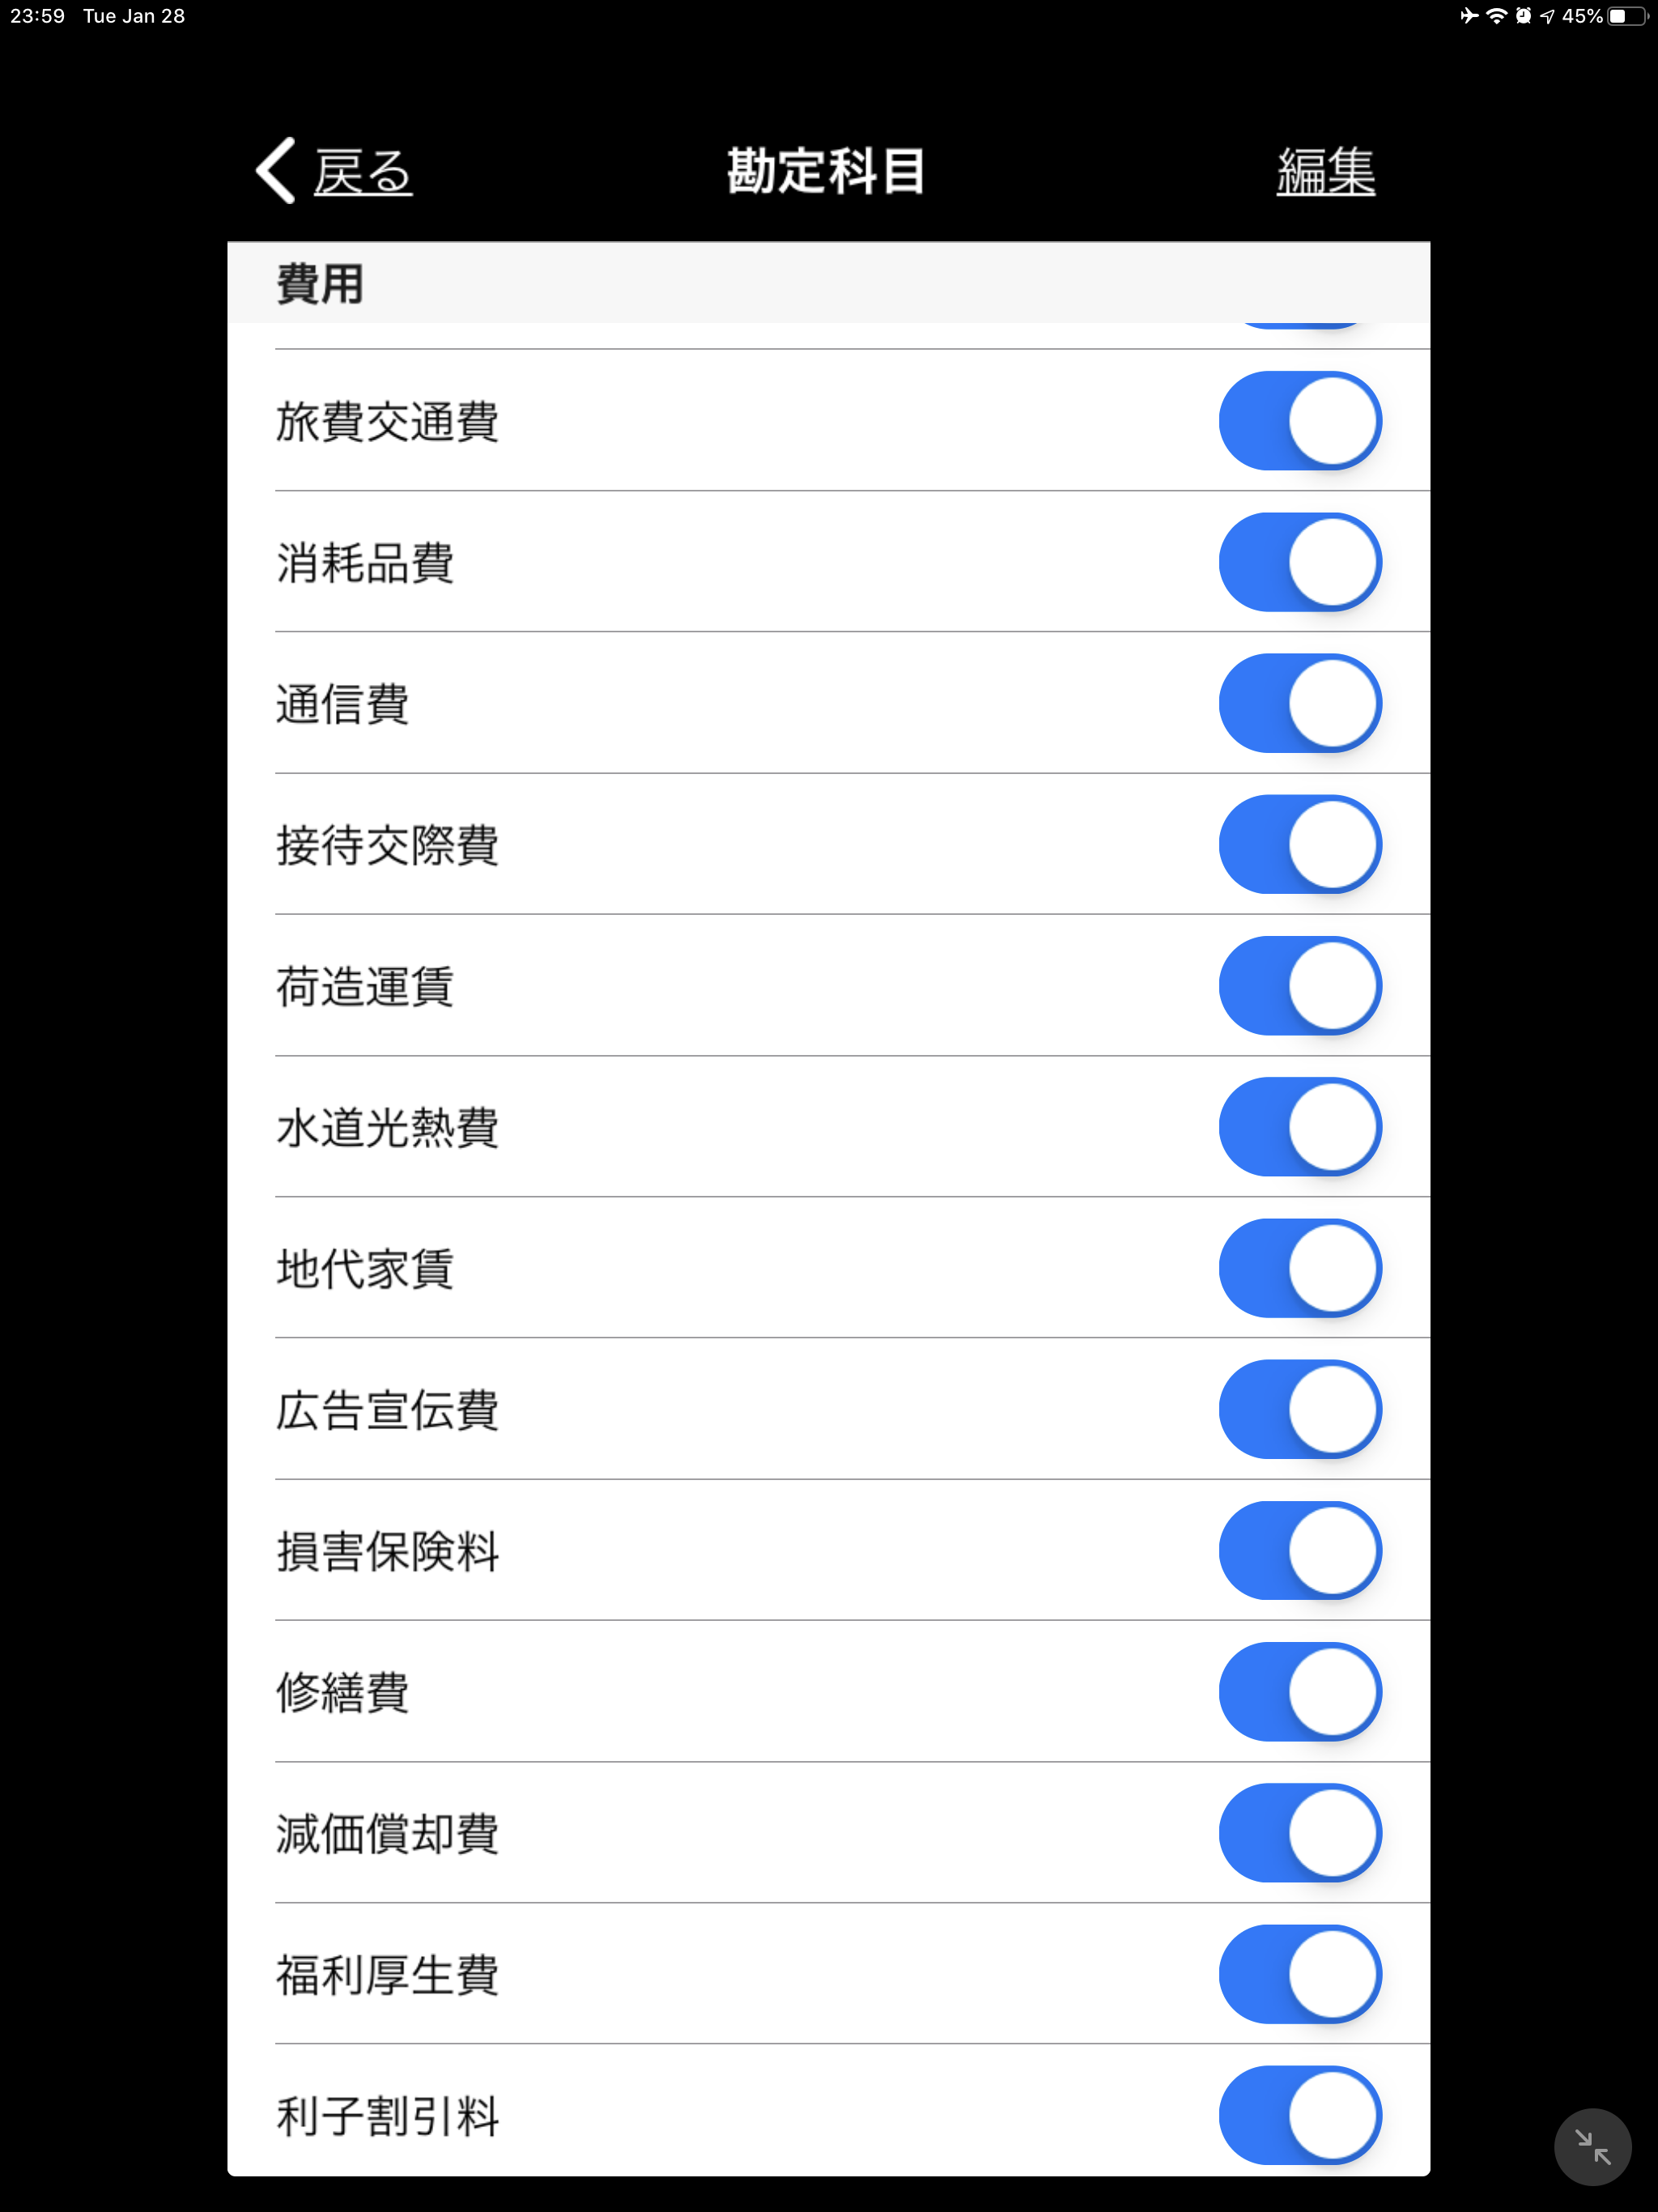 23:59 Tue Jan 28 45%
戻る 勘定科目 編集
費用
旅費交通費
消耗品費
通信費
接待交際費
荷造運賃
水道光熱費
地代家賃
広告宣伝費
損害保険料
修繕費
減価償却費
福利厚生費
利子割引料